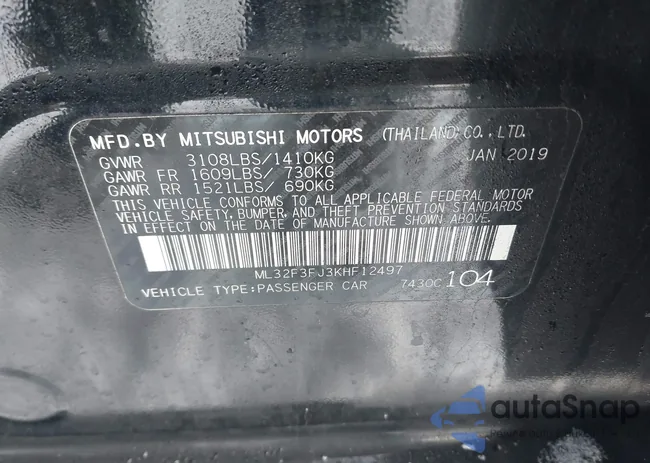 MFD.BY MITSUBISHI MOTORS (THAILAND) CO., LTD.
GVWR 3108LBS/1410KG JAN 2019
GAWR FR 1609LBS/ 730KG
GAWR RR 1521LBS/ 690KG
THIS VEHICLE CONFORMS TO ALL APPLICABLE FEDERAL MOTOR
VEHICLE SAFETY, BUMPER, AND THEFT PREVENTION STANDARDS
IN EFFECT ON THE DATE OF MANUFACTURE SHOWN ABOVE.
ML32F3FJ3KHF12497
VEHICLE TYPE:PASSENGER CAR 7430C 104
autoSnap